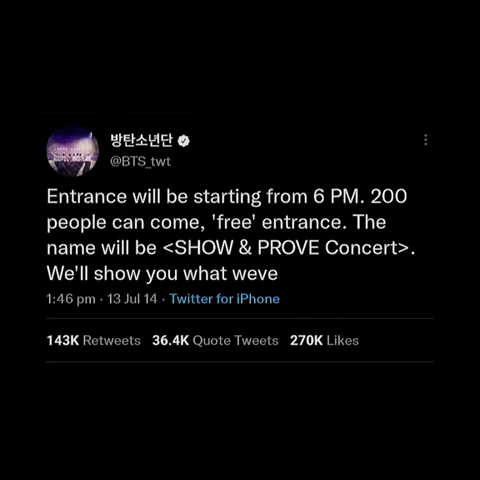 방탄소년단
@BTS_twt
Entrance will be starting from 6 PM. 200
people can come, 'free' entrance. The
name will be <SHOW & PROVE Concert>.
We'll show you what weve
1:46 pm · 13 Jul 14 · Twitter for iPhone
143K Retweets 36.4K Quote Tweets 270K Likes